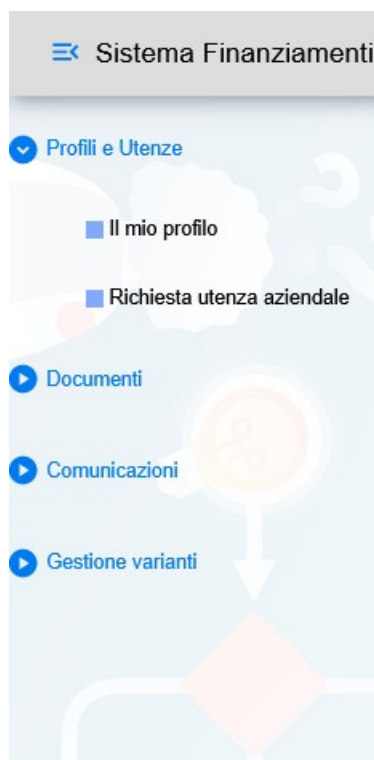 Sistema Finanziamenti
Profili e Utenze
Il mio profilo
Richiesta utenza aziendale
Documenti
Comunicazioni
Gestione varianti